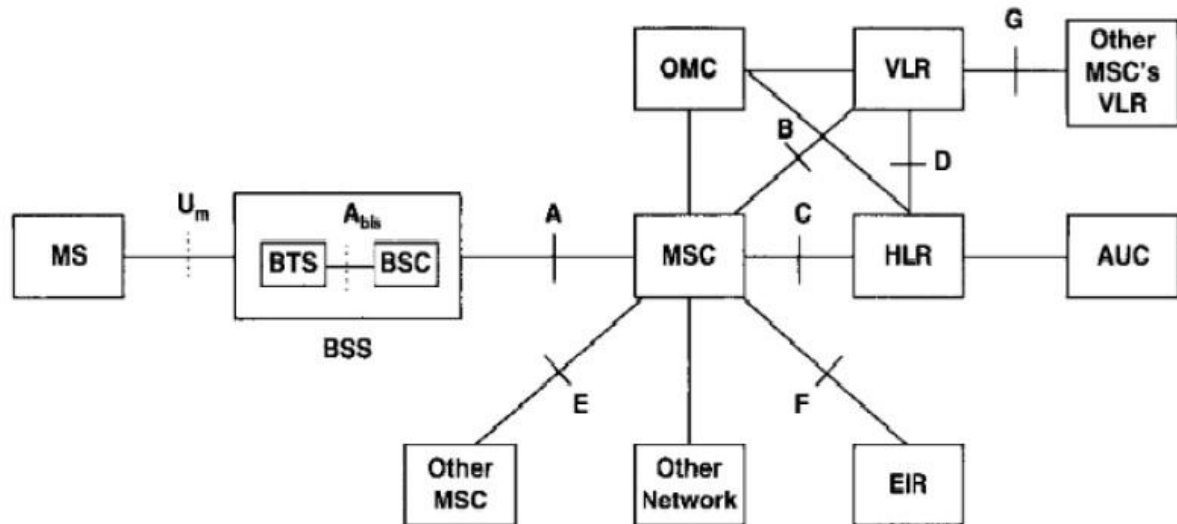 G
OMC
VLR
Other
MSC's
VLR
B
D
Um
Abis
A
C
MS
BTS
BSC
MSC
HLR
AUC
BSS
E
F
Other
MSC
Other
Network
EIR